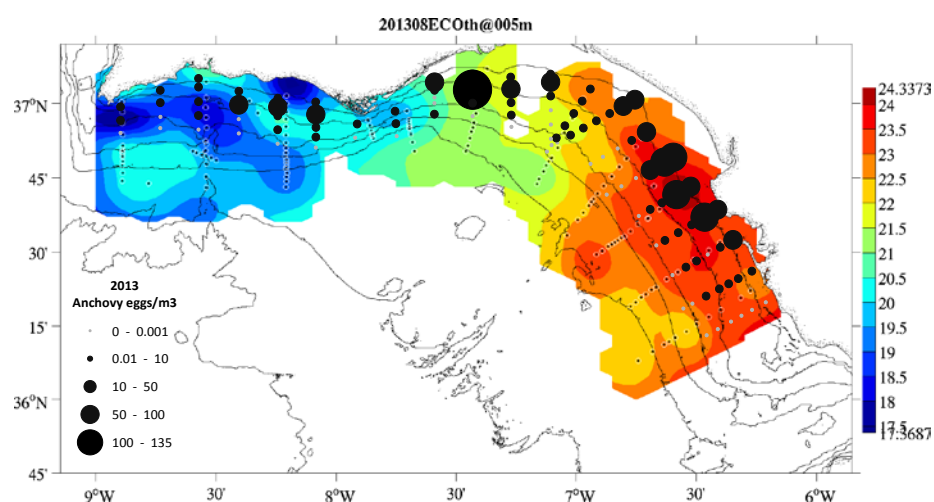 201308ECOth@005m
37°N
45'
30'
15'
36°N
45'
9°W
30'
8°W
30'
7°W
30'
6°W
2013
Anchovy eggs/m3
0 - 0.001
0.01 - 10
10 - 50
50 - 100
100 - 135
24.3373
24
23.5
23
22.5
22
21.5
21
20.5
20
19.5
19
18.5
18
17.5
17.3687